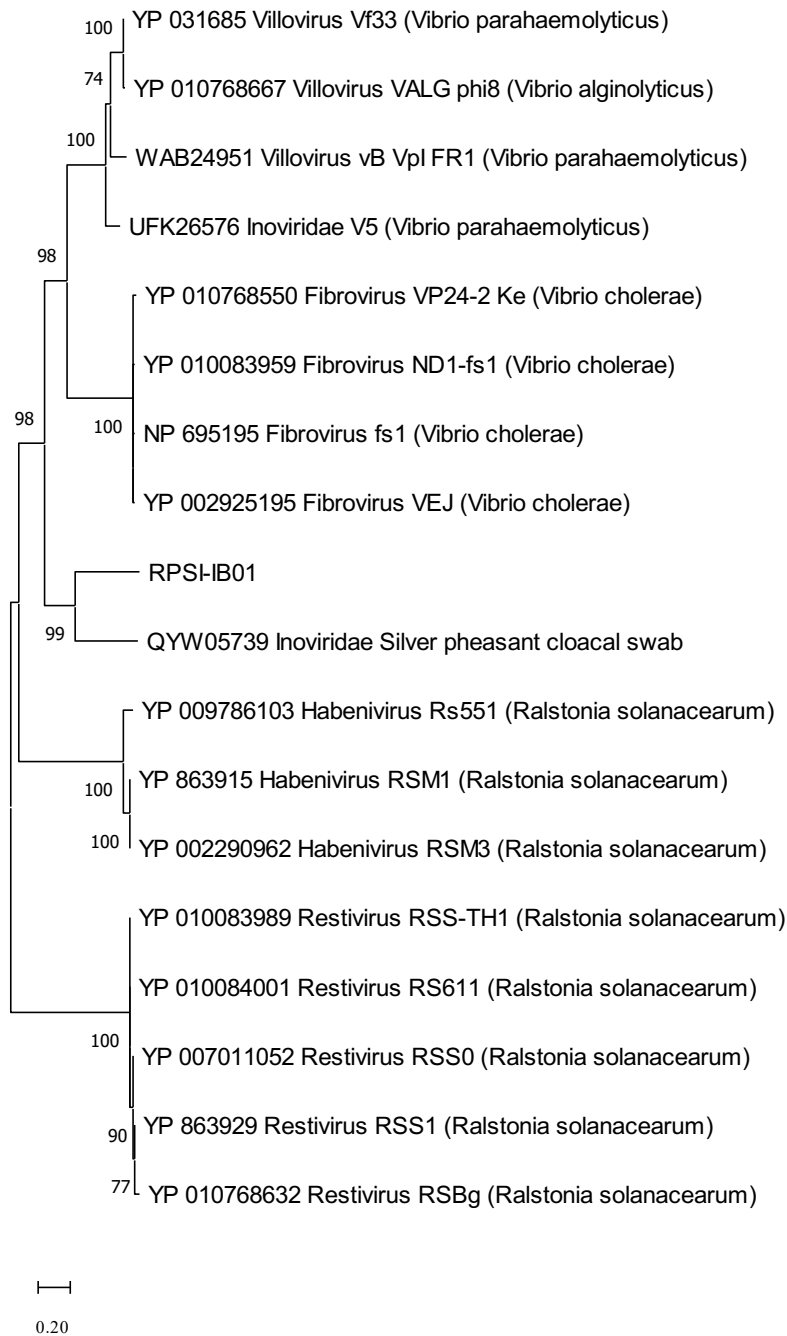 100
YP 031685 Villovirus Vf33 (Vibrio parahaemolyticus)
74
YP 010768667 Villovirus VALG phi8 (Vibrio alginolyticus)
100
WAB24951 Villovirus vB VpI FR1 (Vibrio parahaemolyticus)
UFK26576 Inoviridae V5 (Vibrio parahaemolyticus)
98
YP 010768550 Fibrovirus VP24-2 Ke (Vibrio cholerae)
YP 010083959 Fibrovirus ND1-fs1 (Vibrio cholerae)
98
100
NP 695195 Fibrovirus fs1 (Vibrio cholerae)
YP 002925195 Fibrovirus VEJ (Vibrio cholerae)
RPSI-IB01
99
QYW05739 Inoviridae Silver pheasant cloacal swab
YP 009786103 Habenivirus Rs551 (Ralstonia solanacearum)
100
YP 863915 Habenivirus RSM1 (Ralstonia solanacearum)
100
YP 002290962 Habenivirus RSM3 (Ralstonia solanacearum)
YP 010083989 Restivirus RSS-TH1 (Ralstonia solanacearum)
YP 010084001 Restivirus RS611 (Ralstonia solanacearum)
100
YP 007011052 Restivirus RSS0 (Ralstonia solanacearum)
90
YP 863929 Restivirus RSS1 (Ralstonia solanacearum)
77
YP 010768632 Restivirus RSBg (Ralstonia solanacearum)
0.20